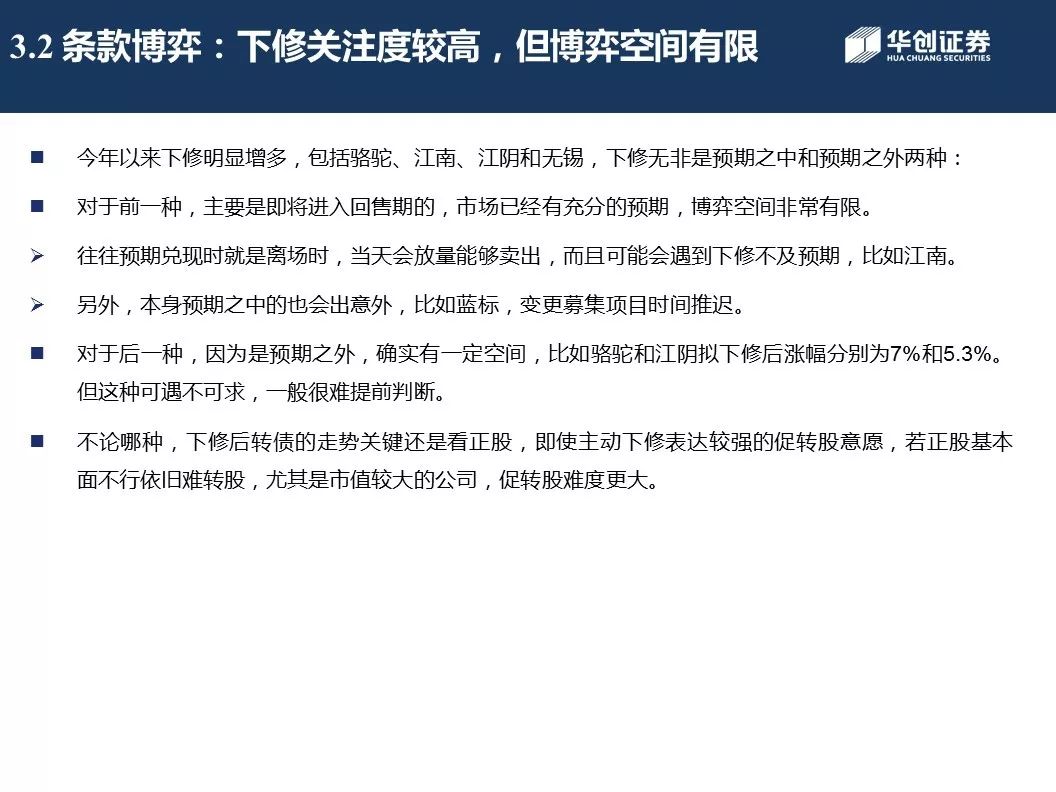 3.2 条款博弈：下修关注度较高，但博弈空间有限
华创证券
HUA CHUANG SECURITIES
■ 今年以来下修明显增多，包括骆驼、江南、江阴和无锡，下修无非是预期之中和预期之外两种：
■ 对于前一种，主要是即将进入回售期的，市场已经有充分的预期，博弈空间非常有限。
➢ 往往预期兑现时就是离场时，当天会放量能够卖出，而且可能会遇到下修不及预期，比如江南。
➢ 另外，本身预期之中的也会出意外，比如蓝标，变更募集项目时间推迟。
■ 对于后一种，因为是预期之外，确实有一定空间，比如骆驼和江阴拟下修后涨幅分别为7%和5.3%。
但这种可遇不可求，一般很难提前判断。
■ 不论哪种，下修后转债的走势关键还是看正股，即使主动下修表达较强的促转股意愿，若正股基本
面不行依旧难转股，尤其是市值较大的公司，促转股难度更大。